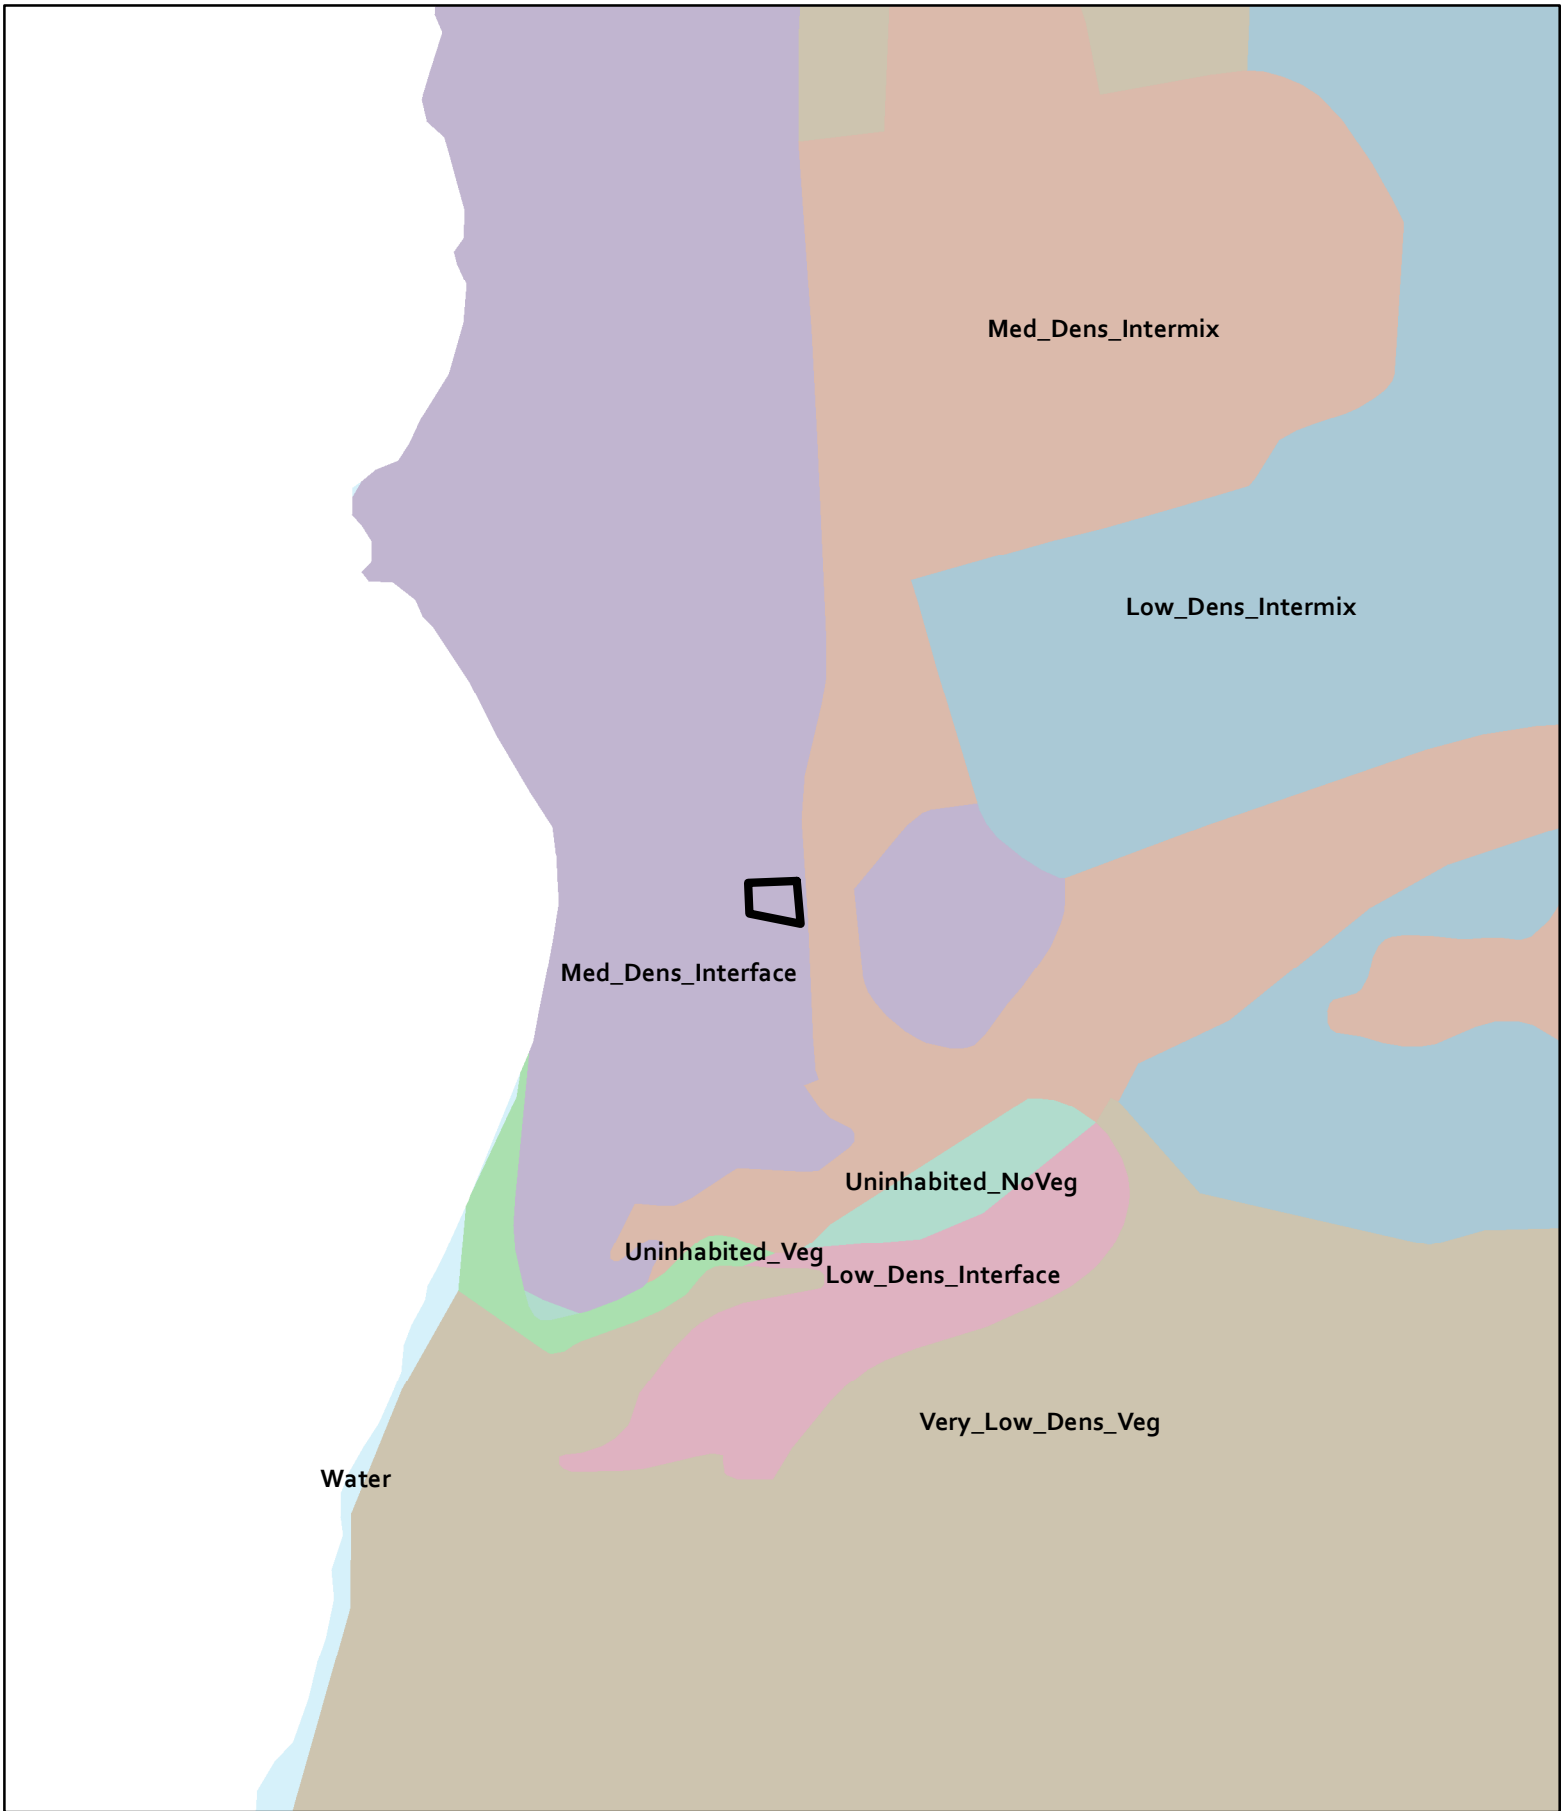 Med_Dens_Intermix
Low_Dens_Intermix
Med_Dens_Interface
Uninhabited_NoVeg
Uninhabited_Veg
Low_Dens_Interface
Very_Low_Dens_Veg
Water